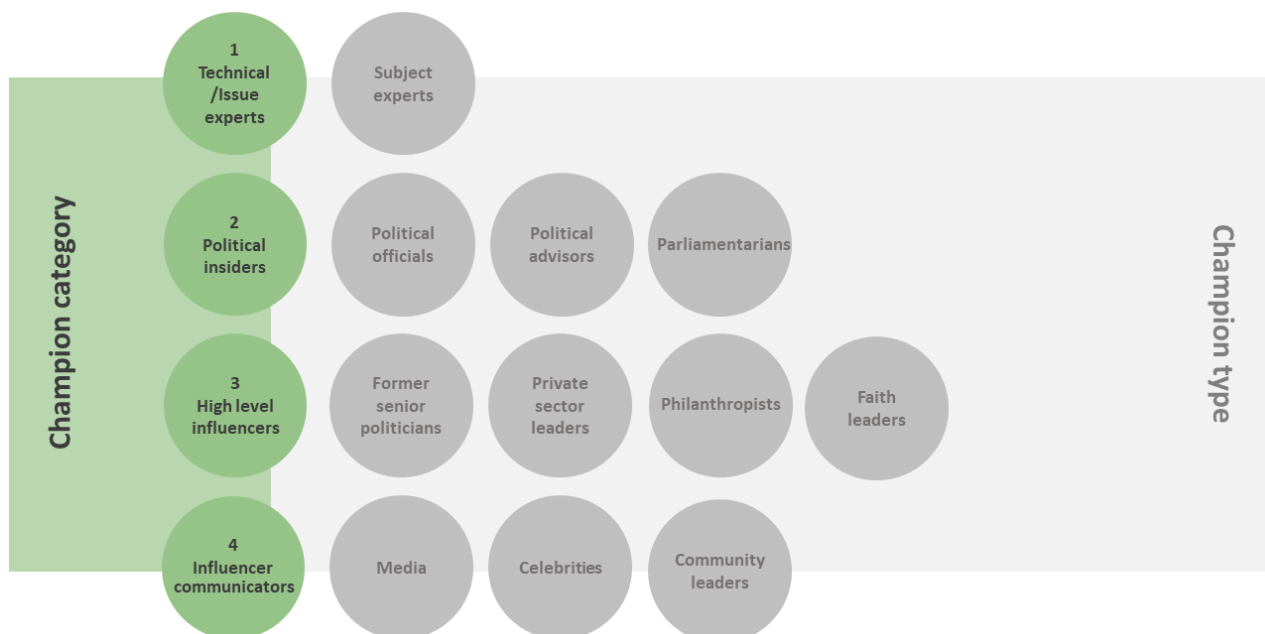 1
Technical
/Issue
experts
Subject
experts
2
Political
insiders
Political
officials
Political
advisors
Parliamentarians
3
High level
influencers
Former
senior
politicians
Private
sector
leaders
Philanthropists
Faith
leaders
4
Influencer
communicators
Media
Celebrities
Community
leaders
Champion category
Champion type